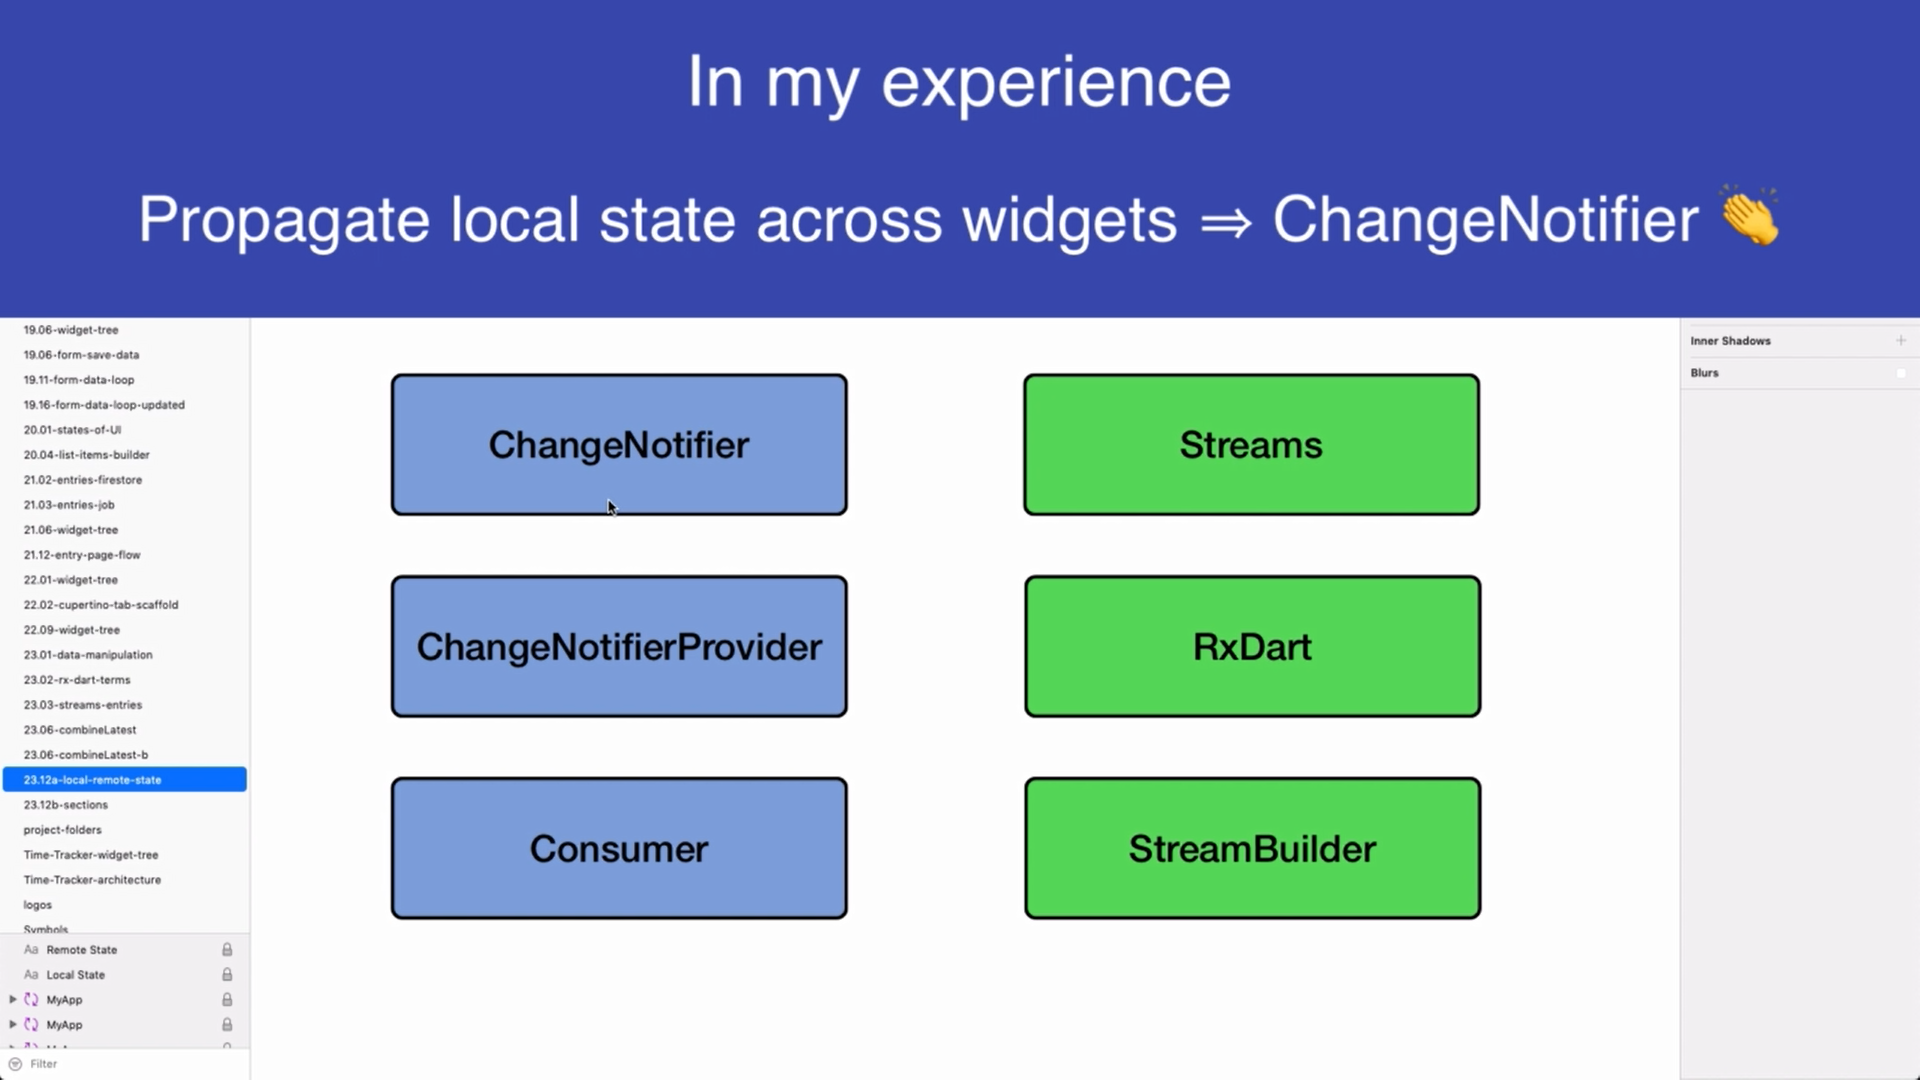 In my experience
Propagate local state across widgets ⇒ ChangeNotifier 👏
19.06-widget-tree
19.06-form-save-data
19.11-form-data-loop
19.16-form-data-loop-updated
20.01-states-of-UI
20.04-list-items-builder
21.02-entries-firestore
21.03-entries-job
21.06-widget-tree
21.12-entry-page-flow
22.01-widget-tree
22.02-cupertino-tab-scaffold
22.09-widget-tree
23.01-data-manipulation
23.02-rx-dart-terms
23.03-streams-entries
23.06-combineLatest
23.06-combineLatest-b
23.12a-local-remote-state
23.12b-sections
project-folders
Time-Tracker-widget-tree
Time-Tracker-architecture
logos
Symbols
Aa Remote State
Aa Local State
MyApp
MyApp
Filter
ChangeNotifier
Streams
ChangeNotifierProvider
RxDart
Consumer
StreamBuilder
Inner Shadows
Blurs